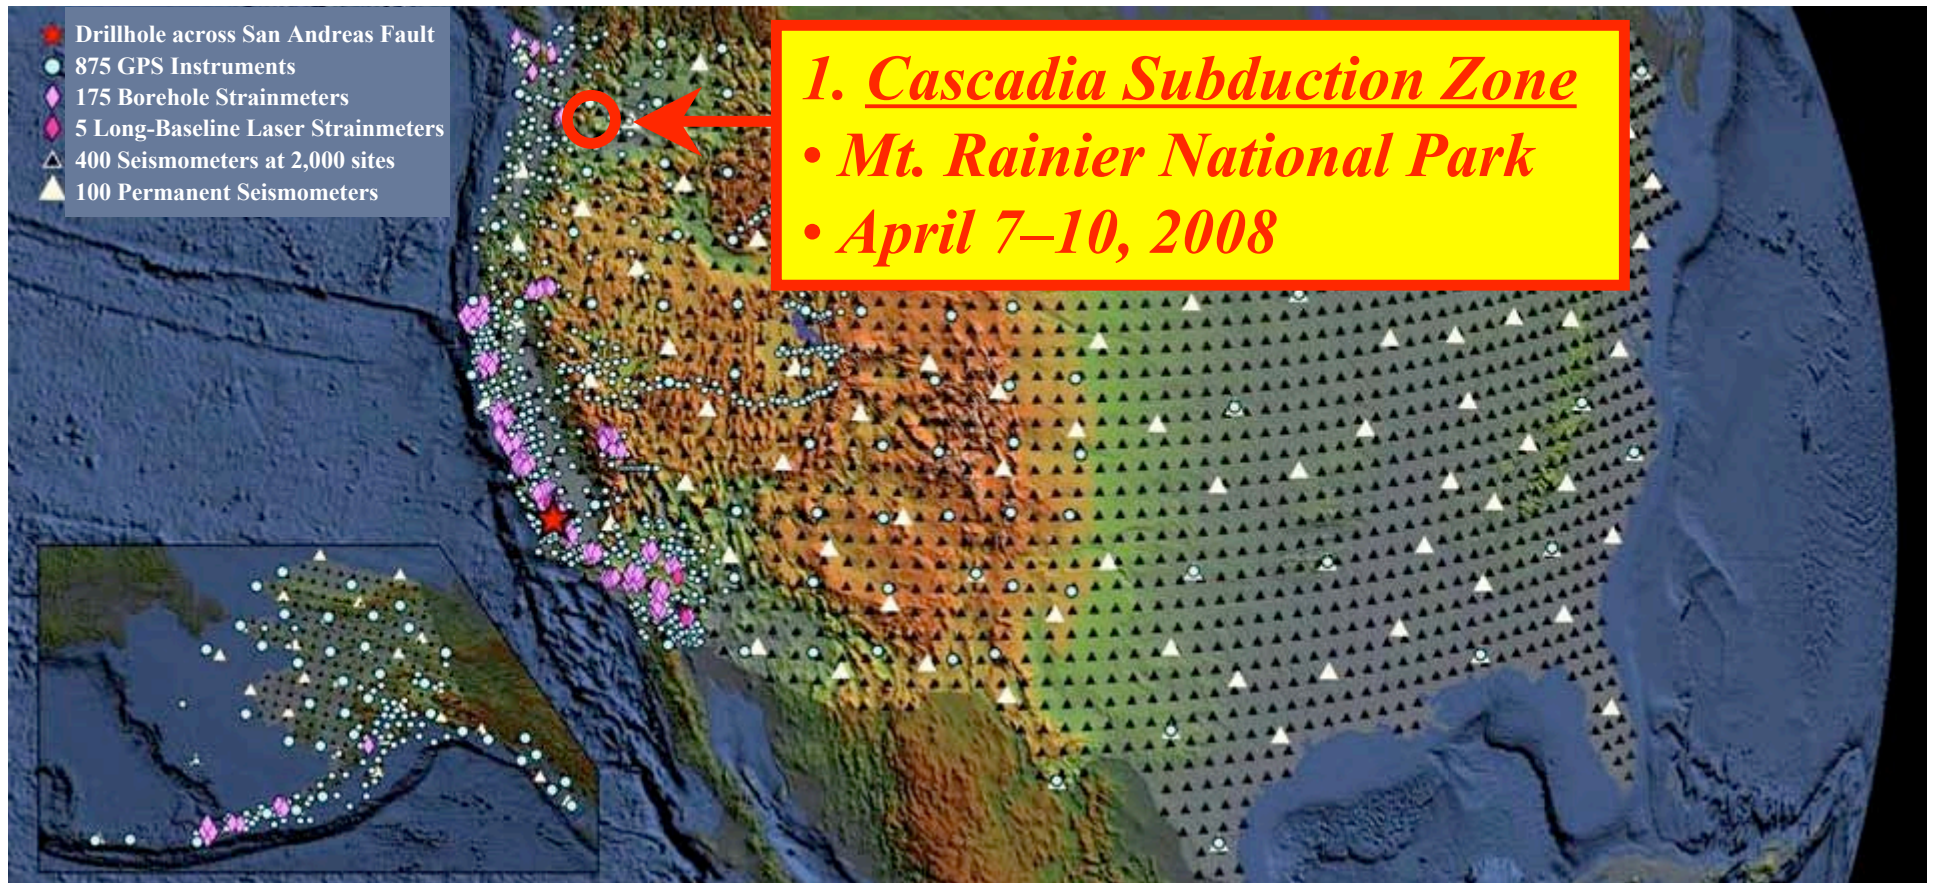 Drillhole across San Andreas Fault
875 GPS Instruments
175 Borehole Strainmeters
5 Long-Baseline Laser Strainmeters
400 Seismometers at 2,000 sites
100 Permanent Seismometers
1. Cascadia Subduction Zone
• Mt. Rainier National Park
• April 7–10, 2008